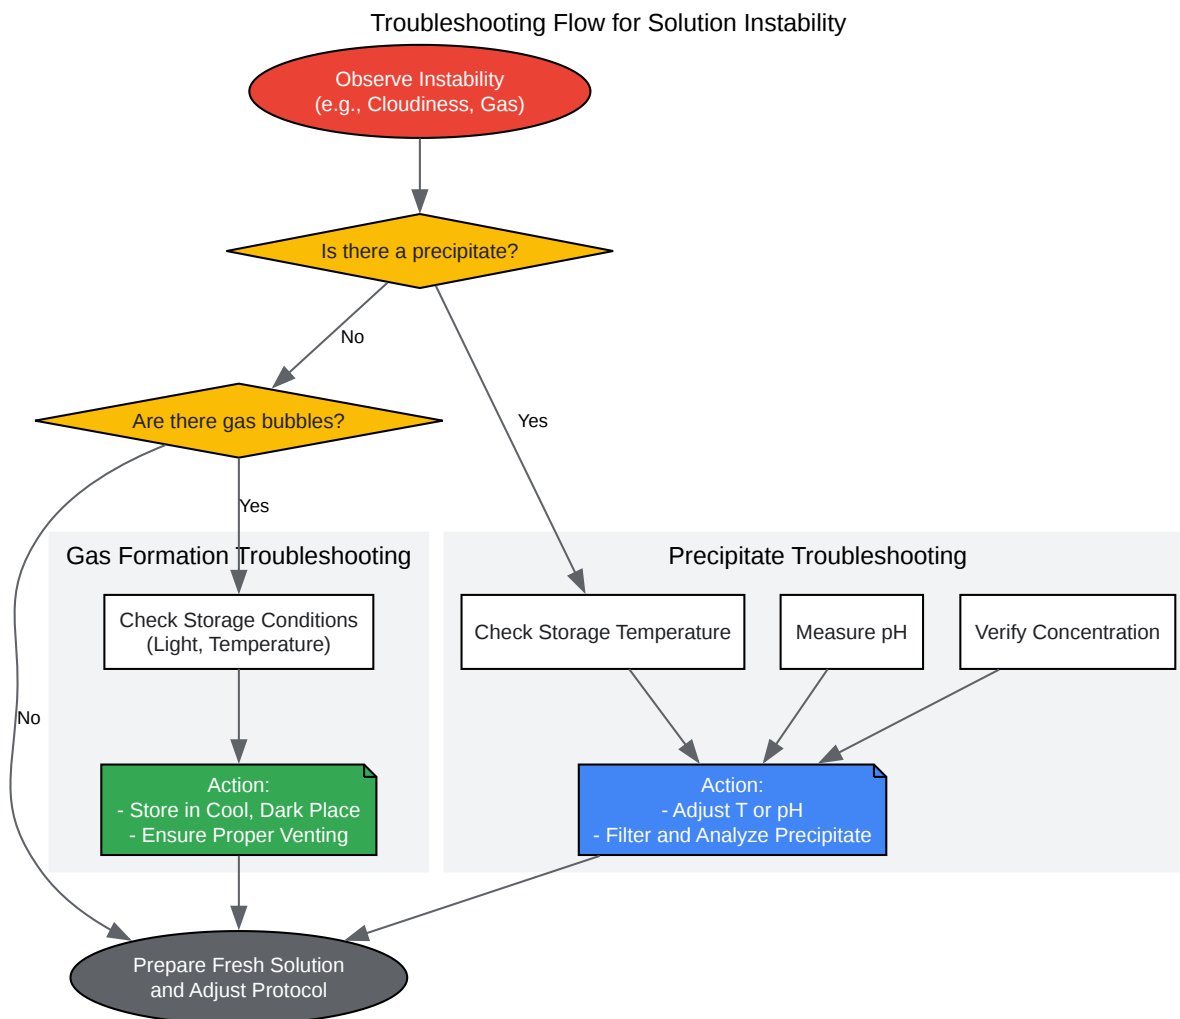 Troubleshooting Flow for Solution Instability
Observe Instability
(e.g., Cloudiness, Gas)
Is there a precipitate?
No
Are there gas bubbles?
Yes
Yes
Gas Formation Troubleshooting
Precipitate Troubleshooting
Check Storage Conditions
(Light, Temperature)
Check Storage Temperature
Measure pH
Verify Concentration
No
Action:
- Store in Cool, Dark Place
- Ensure Proper Venting
Action:
- Adjust T or pH
- Filter and Analyze Precipitate
Prepare Fresh Solution
and Adjust Protocol